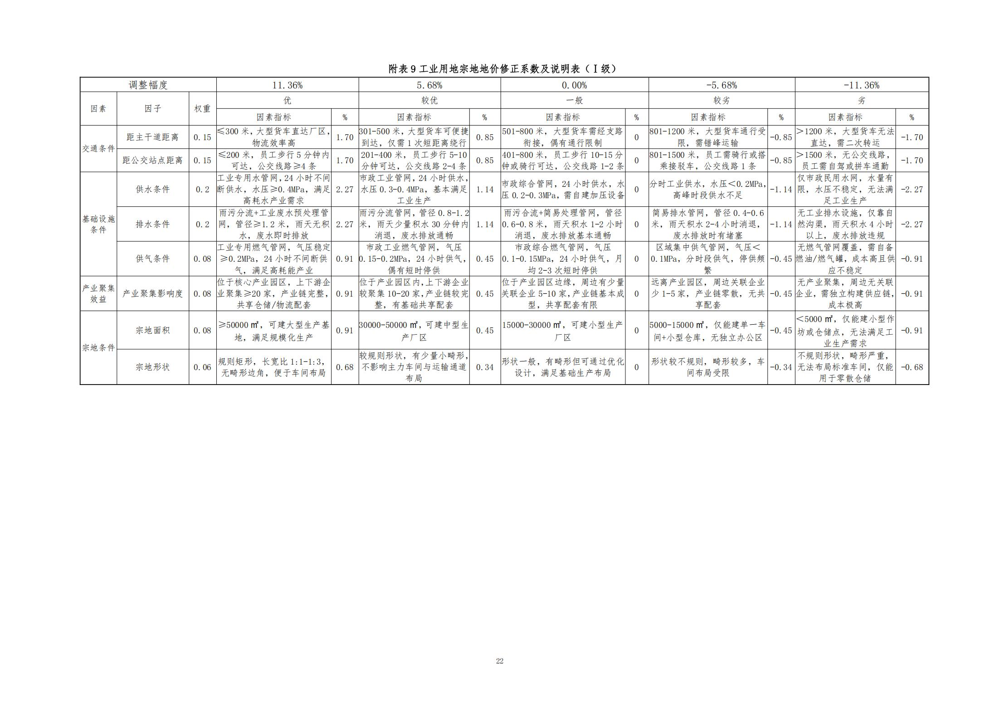 附表 9 工业用地宗地地价修正系数及说明表（Ⅰ级）
调整幅度 11.36% 5.68% 0.00% -5.68% -11.36%
因素 因子 权重 优 较优 一般 较劣 劣
因素指标 % 因素指标 % 因素指标 % 因素指标 % 因素指标 %
交通条件
距主干道距离 0.15
≤300 米，大型货车直达厂区，
物流效率高
1.70
301-500 米，大型货车可便捷
到达，仅需 1 次短距离绕行
0.85
501-800 米，大型货车需经支路
衔接，偶有通行限制
0
801-1200 米，大型货车通行受
限，需错峰运输
-0.85
＞1200 米，大型货车无法
直达，需二次转运
-1.70
距公交站点距离 0.15
≤200 米，员工步行 5 分钟内
可达，公交线路≥4 条
1.70
201-400 米，员工步行 5-10
分钟可达，公交线路 2-4 条
0.85
401-800 米，员工步行 10-15 分
钟或骑行可达，公交线路 1-2 条
0
801-1500 米，员工需骑行或搭
乘接驳车，公交线路 1 条
-0.85
＞1500 米，无公交线路，
员工需自驾或拼车通勤
-1.70
基础设施
条件
供水条件 0.2
工业专用水管网，24 小时不间
断供水，水压≥0.4MPa，满足
高耗水产业需求
2.27
市政工业管网，24 小时供水，
水压 0.3-0.4MPa，基本满足
工业生产
1.14
市政综合管网，24 小时供水，水
压 0.2-0.3MPa，需自建加压设备
0
分时工业供水，水压＜0.2MPa，
高峰时段供水不足
-1.14
仅市政民用水网，水量有
限，水压不稳定，无法满
足工业生产
-2.27
排水条件 0.2
雨污分流+工业废水预处理管
网，管径≥1.2 米，雨天无积
水，废水即时排放
2.27
雨污分流管网，管径 0.8-1.2
米，雨天少量积水 30 分钟内
消退，废水排放通畅
1.14
雨污合流+简易处理管网，管径
0.6-0.8 米，雨天积水 1-2 小时
消退，废水排放基本通畅
0
简易排水管网，管径 0.4-0.6
米，雨天积水 2-4 小时消退，
废水排放时有堵塞
-1.14
无工业排水设施，仅靠自
然沟渠，雨天积水 4 小时
以上，废水排放违规
-2.27
供气条件 0.08
工业专用燃气管网，气压稳定
≥0.2MPa，24 小时不间断供
气，满足高耗能产业
0.91
市政工业燃气管网，气压
0.15-0.2MPa，24 小时供气，
偶有短时停供
0.45
市政综合燃气管网，气压
0.1-0.15MPa，24 小时供气，月
均 2-3 次短时停供
0
区域集中供气管网，气压＜
0.1MPa，分时段供气，停供频
繁
-0.45
无燃气管网覆盖，需自备
燃油/燃气罐，成本高且供
应不稳定
-0.91
产业聚集
效益
产业聚集影响度 0.08
位于核心产业园区，上下游企
业聚集≥20 家，产业链完整，
共享仓储/物流配套
0.91
位于产业园区内，上下游企业
较聚集 10-20 家，产业链较完
整，有基础共享配套
0.45
位于产业园区边缘，周边有少量
关联企业 5-10 家，产业链基本成
型，共享配套有限
0
远离产业园区，周边关联企业
少 1-5 家，产业链零散，无共
享配套
-0.45
无产业聚集，周边无关联
企业，需独立构建供应链，
成本极高
-0.91
宗地条件
宗地面积 0.08
≥50000 ㎡，可建大型生产基
地，满足规模化生产
0.91
30000-50000 ㎡，可建中型生
产厂区
0.45
15000-30000 ㎡，可建小型生产
厂区
0
5000-15000 ㎡，仅能建单一车
间+小型仓库，无独立办公区
-0.45
＜5000 ㎡，仅能建小型作
坊或仓储点，无法满足工
业生产需求
-0.91
宗地形状 0.06
规则矩形，长宽比 1:1-1:3，
无畸形边角，便于车间布局
0.68
较规则形状，有少量小畸形，
不影响主力车间与运输通道
布局
0.34
形状一般，有畸形但可通过优化
设计，满足基础生产布局
0
形状较不规则，畸形较多，车
间布局受限
-0.34
不规则形状，畸形严重，
无法布局标准车间，仅能
用于零散仓储
-0.68
22